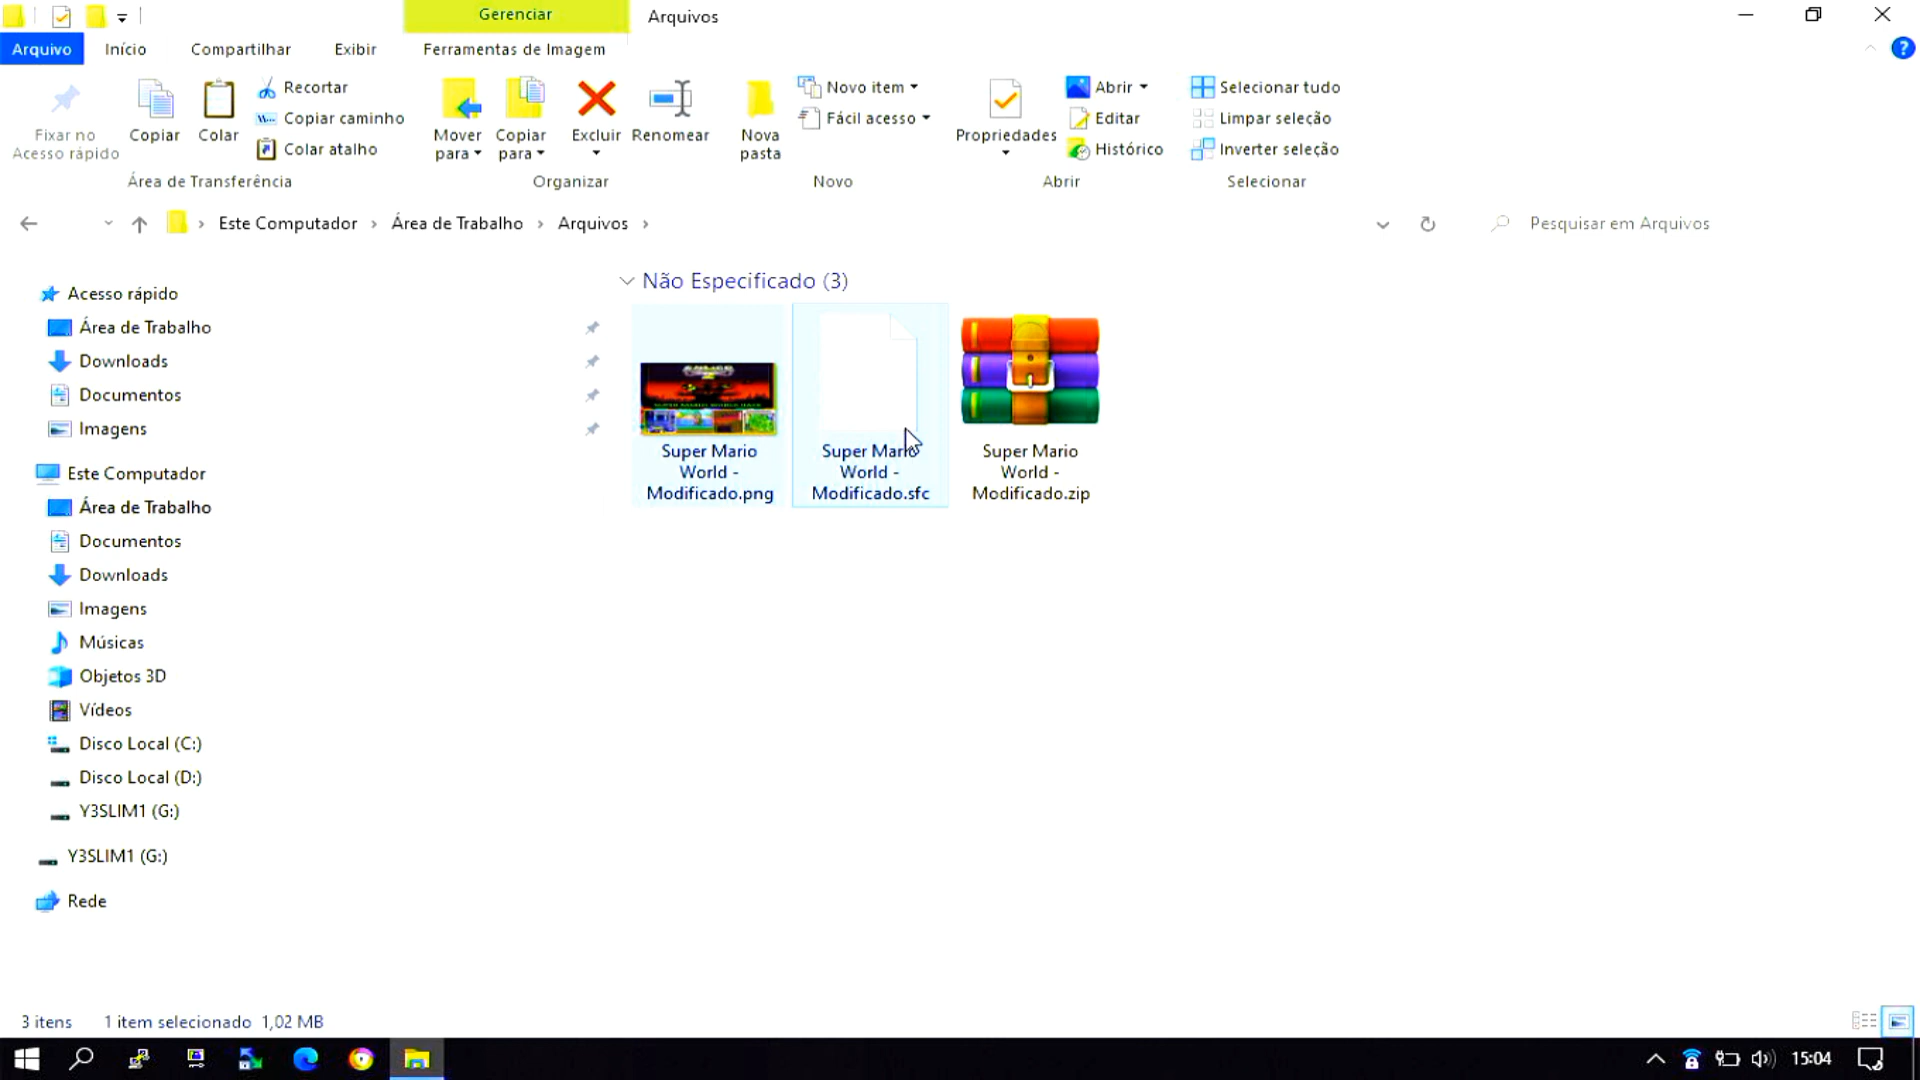 Gerenciar
Arquivos
Arquivo
Início
Compartilhar
Exibir
Ferramentas de Imagem
Fixar no
Acesso rápido
Copiar
Colar
Recortar
Copiar caminho
Colar atalho
Área de Transferência
Mover
para
Copiar
para
Excluir
Renomear
Organizar
Nova
pasta
Novo item
Fácil acesso
Novo
Propriedades
Abrir
Editar
Histórico
Abrir
Selecionar tudo
Limpar seleção
Inverter seleção
Selecionar
Este Computador
Área de Trabalho
Arquivos
Pesquisar em Arquivos
Acesso rápido
Área de Trabalho
Downloads
Documentos
Imagens
Este Computador
Área de Trabalho
Documentos
Downloads
Imagens
Músicas
Objetos 3D
Vídeos
Disco Local (C:)
Disco Local (D:)
Y3SLIM1 (G:)
Y3SLIM1 (G:)
Rede
Não Especificado (3)
Super Mario
World -
Modificado.png
Super Mario
World -
Modificado.sfc
Super Mario
World -
Modificado.zip
3 itens
1 item selecionado 1,02 MB
15:04